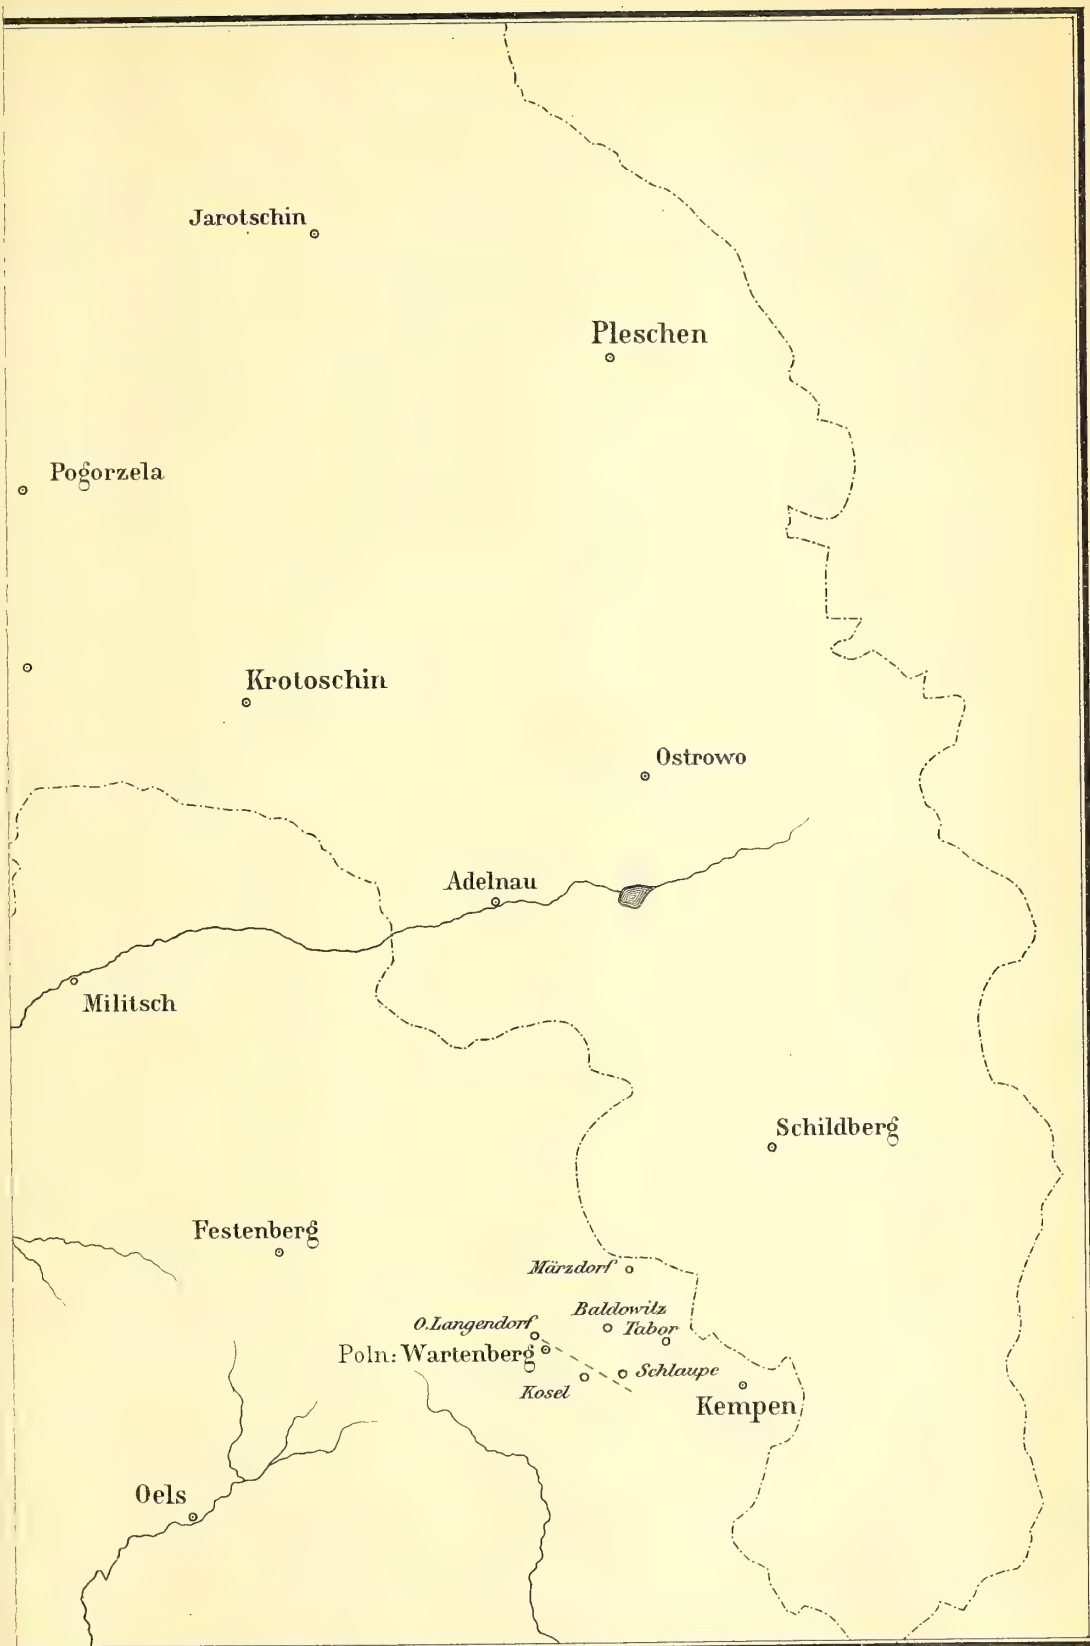 Jarotschin
Pleschen
Pogorzela
Krotoschin
Ostrowo
Adelnau
Militsch
Schildberg
Festenberg
Märzdorf
Baldowitz
O.Langendorf
Tabor
Poln: Wartenberg
Schlaupe
Kosel
Kempen
Oels